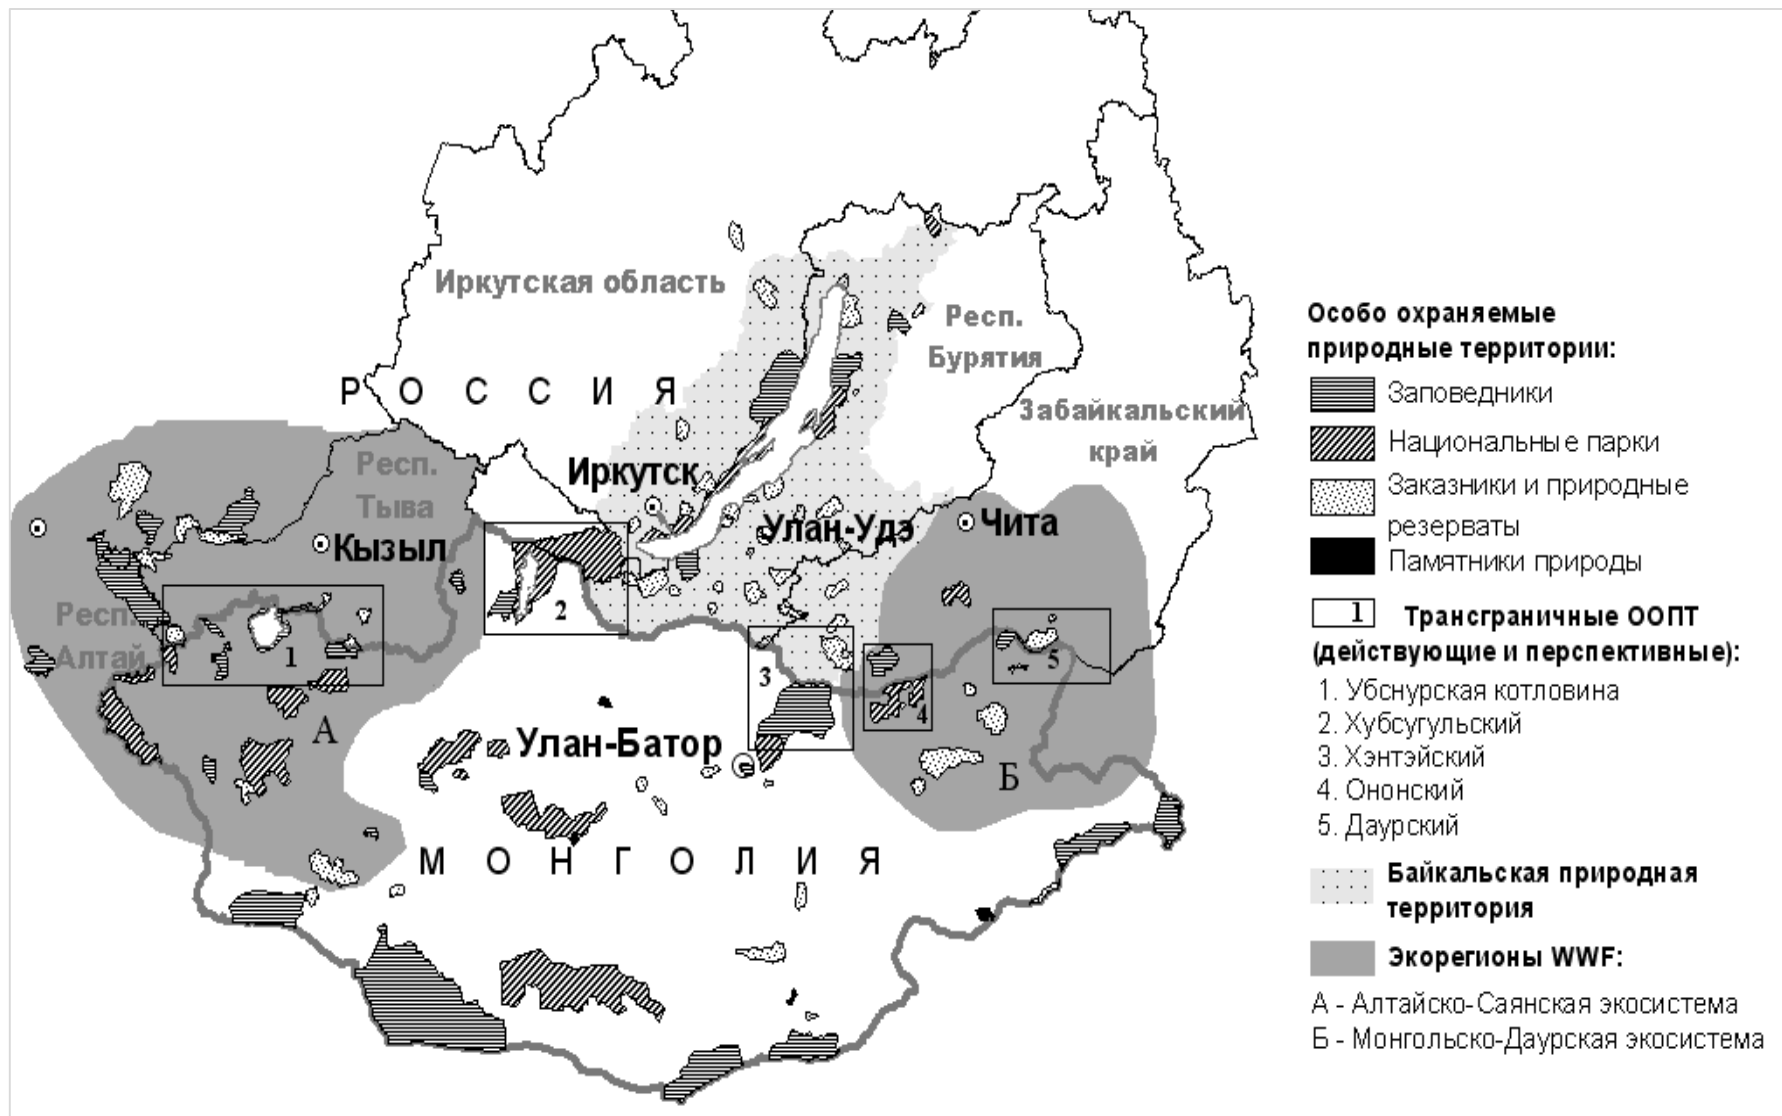 Иркутская область
Респ.
Бурятия
Р О С С И Я
Забайкальский
край
Респ.
Тыва
Иркутск
Улан-Удэ
Чита
Кызыл
Респ.
Алтай
1
2
3
4
5
А
Б
Улан-Батор
М О Н Г О Л И Я
Особо охраняемые
природные территории:
Заповедники
Национальные парки
Заказники и природные
резерваты
Памятники природы
1 Трансграничные ООПТ
(действующие и перспективные):
1. Убснурская котловина
2. Хубсугульский
3. Хэнтэйский
4. Ононский
5. Даурский
Байкальская природная
территория
Экорегионы WWF:
А - Алтайско-Саянская экосистема
Б - Монгольско-Даурская экосистема